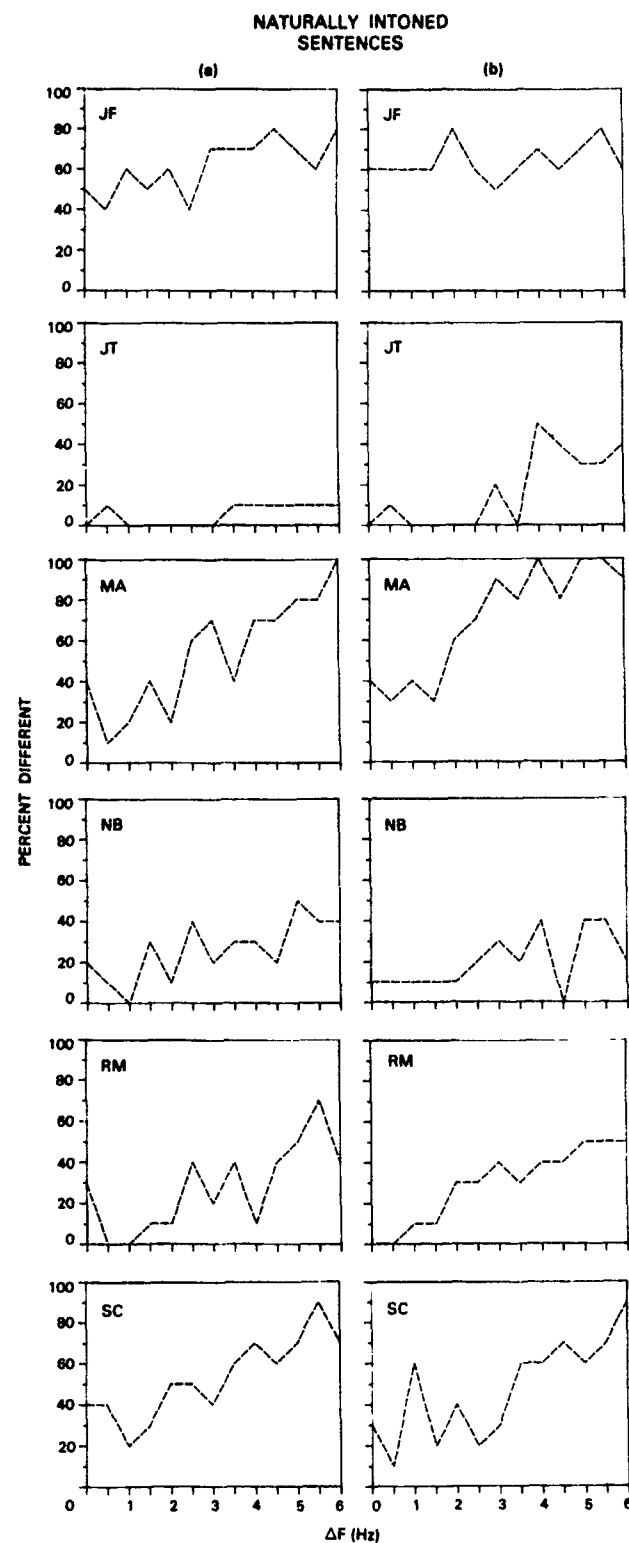 NATURALLY INTONED
SENTENCES
(a) (b)
100 JF JF
80
60
40
20
0
100 JT JT
80
60
40
20
0
100 MA MA
80
60
40
20
0
PERCENT DIFFERENT
100 NB NB
80
60
40
20
0
100 RM RM
80
60
40
20
0
100 SC SC
80
60
40
20
0 1 2 3 4 5 6 0 1 2 3 4 5 6
ΔF (Hz)